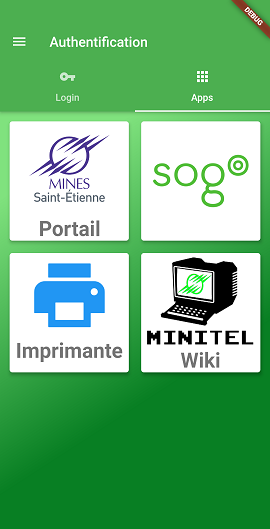 DEBUG
Authentification
Login
Apps
MINES
Saint-Étienne
Portail
sogo
Imprimante
MINITEL
Wiki